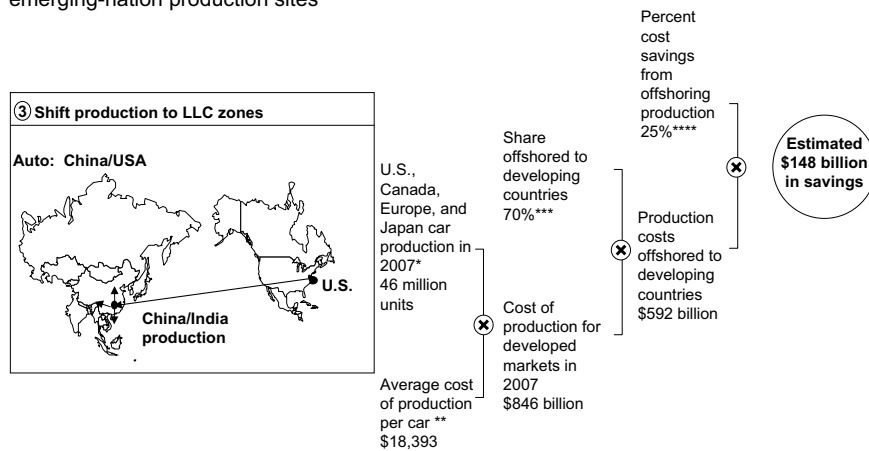 emerging-nation production sites
③ Shift production to LLC zones
Auto: China/USA
U.S.
China/India
production
U.S.,
Canada,
Europe, and
Japan car
production in
2007*
46 million
units
Average cost
of production
per car **
$18,393
Share
offshored to
developing
countries
70%***
Cost of
production for
developed
markets in
2007
$846 billion
Percent
cost
savings
from
offshoring
production
25%****
Production
costs
offshored to
developing
countries
$592 billion
Estimated
$148 billion
in savings